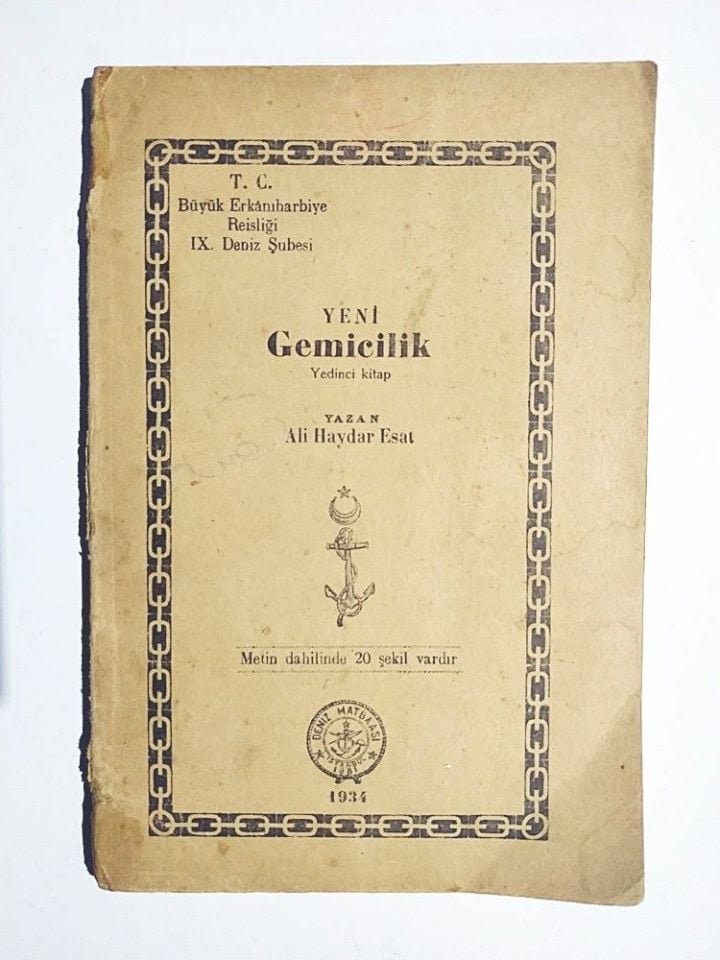 T. C.
Büyük Erkânıharbiye
Reisliği
IX. Deniz Şubesi
YENİ
Gemicilik
Yedinci kitap
YAZAN
Ali Haydar Esat
Metin dahilinde 20 şekil vardır
DENİZ MATBAASI
İSTANBUL
1934